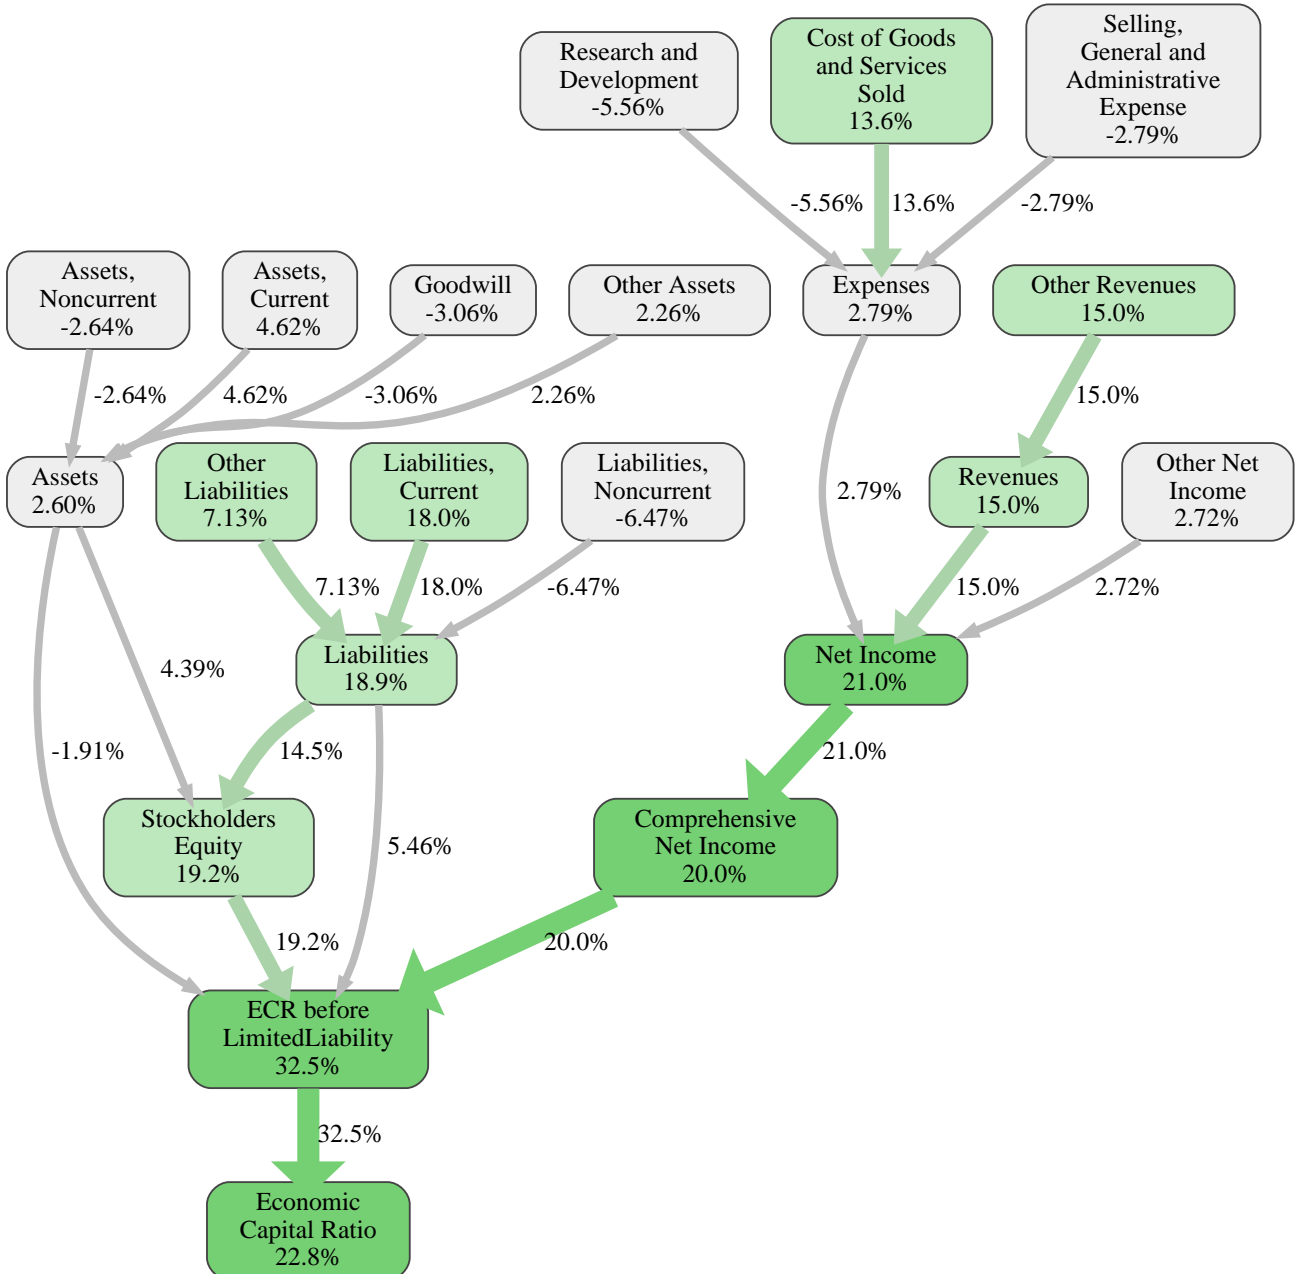 Research and
Development
-5.56%
Cost of Goods
and Services
Sold
13.6%
Selling,
General and
Administrative
Expense
-2.79%
-5.56%
13.6%
-2.79%
Assets,
Noncurrent
-2.64%
Assets,
Current
4.62%
Goodwill
-3.06%
Other Assets
2.26%
Expenses
2.79%
Other Revenues
15.0%
-2.64%
4.62%
-3.06%
2.26%
15.0%
Assets
2.60%
Other
Liabilities
7.13%
Liabilities,
Current
18.0%
Liabilities,
Noncurrent
-6.47%
2.79%
Revenues
15.0%
Other Net
Income
2.72%
7.13%
18.0%
-6.47%
15.0%
2.72%
4.39%
Liabilities
18.9%
Net Income
21.0%
-1.91%
14.5%
21.0%
Stockholders
Equity
19.2%
5.46%
Comprehensive
Net Income
20.0%
19.2%
20.0%
ECR before
LimitedLiability
32.5%
32.5%
Economic
Capital Ratio
22.8%